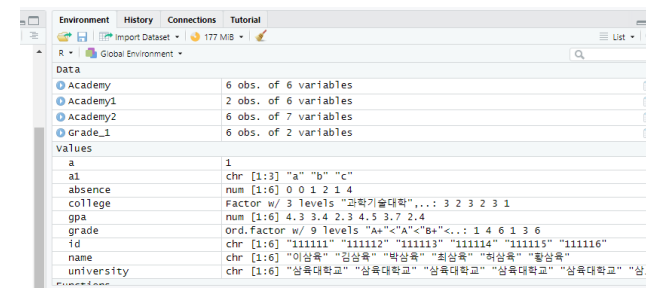 Environment History Connections Tutorial
Import Dataset 177 MiB List
R Global Environment
Data
Academy 6 obs. of 6 variables
Academy1 2 obs. of 6 variables
Academy2 6 obs. of 7 variables
Grade_1 6 obs. of 2 variables
values
a 1
a1 chr [1:3] "a" "b" "c"
absence num [1:6] 0 0 1 2 1 4
college Factor w/ 3 levels "과학기술대학",..: 3 2 3 2 3 1
gpa num [1:6] 4.3 3.4 2.3 4.5 3.7 2.4
grade Ord.factor w/ 9 levels "A+"<"A"<"B+"<..: 1 4 6 1 3 6
id chr [1:6] "111111" "111112" "111113" "111114" "111115" "111116"
name chr [1:6] "이삼육" "김삼육" "박삼육" "최삼육" "허삼육" "황삼육"
university chr [1:6] "삼육대학교" "삼육대학교" "삼육대학교" "삼육대학교" "삼육대학교" "삼
Functions